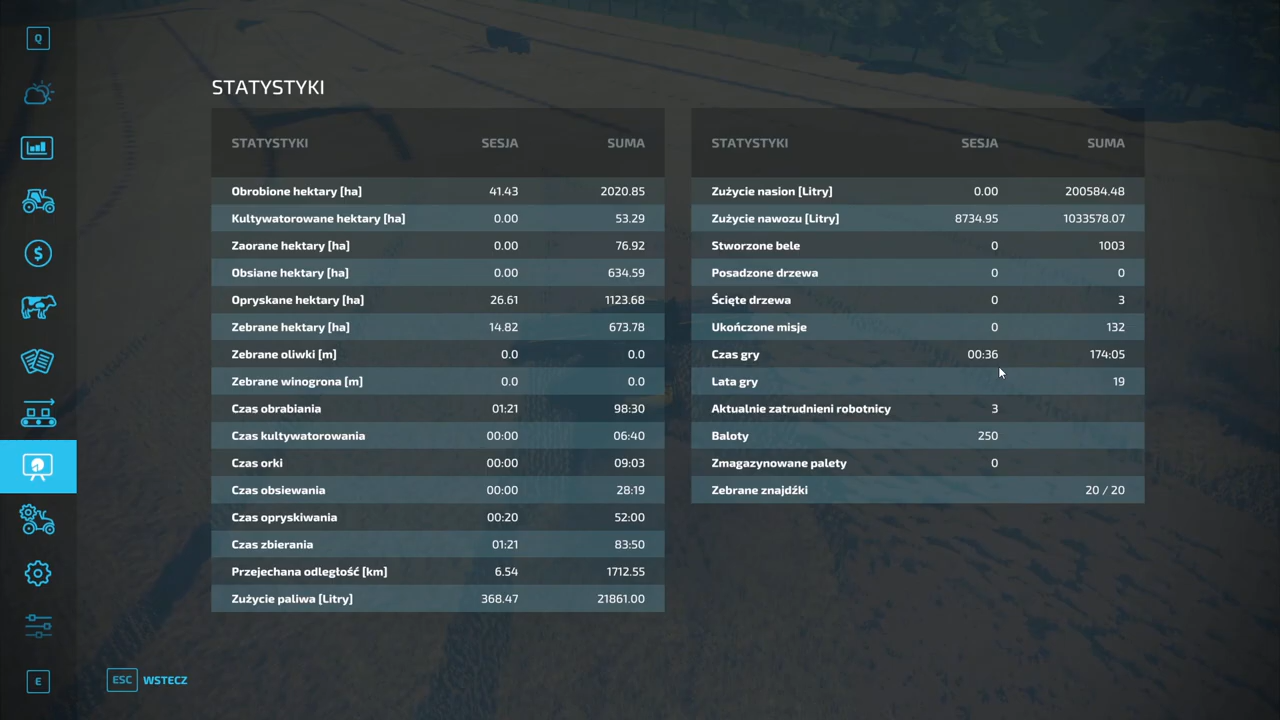 Q
STATYSTYKI
STATYSTYKI SESJA SUMA
Obrobione hektary [ha] 41.43 2020.85
Kultywatorowane hektary [ha] 0.00 53.29
Zaorane hektary [ha] 0.00 76.92
Obsiane hektary [ha] 0.00 634.59
Opryskane hektary [ha] 26.61 1123.68
Zebrane hektary [ha] 14.82 673.78
Zebrane oliwki [m] 0.0 0.0
Zebrane winogrona [m] 0.0 0.0
Czas obrabiania 01:21 98:30
Czas kultywatorowania 00:00 06:40
Czas orki 00:00 09:03
Czas obsiewania 00:00 28:19
Czas opryskiwania 00:20 52:00
Czas zbierania 01:21 83:50
Przejechana odległość [km] 6.54 1712.55
Zużycie paliwa [Litry] 368.47 21861.00
STATYSTYKI SESJA SUMA
Zużycie nasion [Litry] 0.00 200584.48
Zużycie nawozu [Litry] 8734.95 1033578.07
Stworzone bele 0 1003
Posadzone drzewa 0 0
Ścięte drzewa 0 3
Ukończone misje 0 132
Czas gry 00:36 174:05
Lata gry 19
Aktualnie zatrudnieni robotnicy 3
Baloty 250
Zmagazynowane palety 0
Zebrane znajdźki 20 / 20
E
ESC WSTECZ